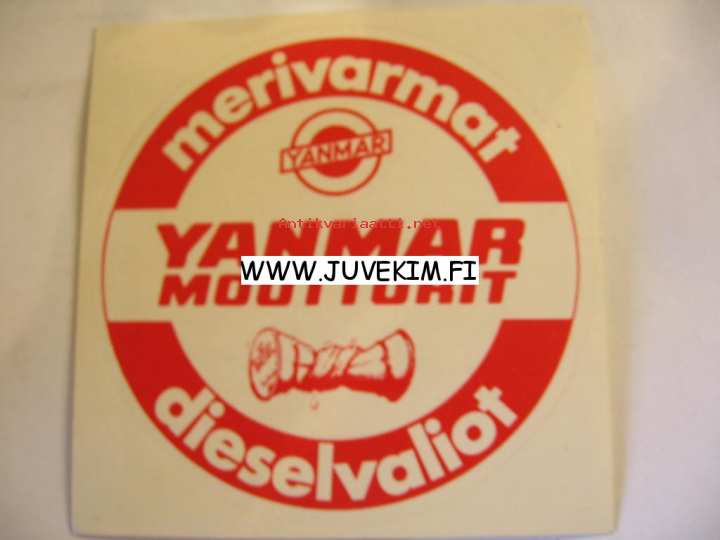 merivarmat
YANMAR
Antikvariaatti.net
YANMAR
WWW.JUVEKIM.FI
MOOTTORIT
dieselvaliot